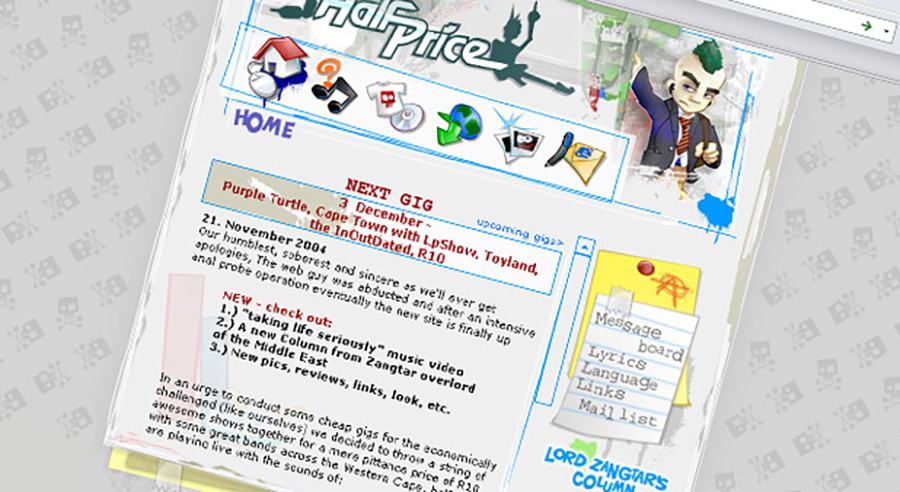 Half Price
HOME
NEXT GIG
3 December -
Purple Turtle, Cape Town with LpShow, Toyland,
the InOutDated, R10
upcoming gigs>
21. November 2004
Our humblest, soberest and sincere as we'll ever get
apologies, The web guy was abducted and after an intensive
anal probe operation eventually the new site is finally up
NEW - check out:
1.) "taking life seriously" music video
2.) A new Column from Zangtar overlord
of the Middle East
3.) New pics, reviews, links, look, etc.
In an urge to conduct some cheap gigs for the economically
challenged (like ourselves) we decided to throw a string of
awesome shows together for a mere pittance price of R10
with some great bands across the Western Cape,
are playing live with the sounds of:
Message
board
Lyrics
Language
Links
Mail list
LORD ZANGTAR'S
COLUMN